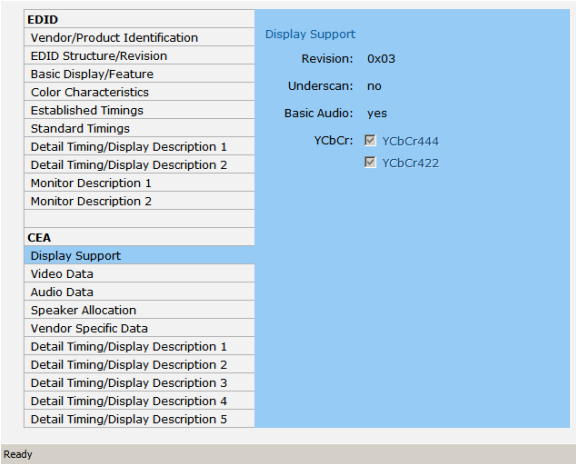 EDID
Vendor/Product Identification
EDID Structure/Revision
Basic Display/Feature
Color Characteristics
Established Timings
Standard Timings
Detail Timing/Display Description 1
Detail Timing/Display Description 2
Monitor Description 1
Monitor Description 2
CEA
Display Support
Video Data
Audio Data
Speaker Allocation
Vendor Specific Data
Detail Timing/Display Description 1
Detail Timing/Display Description 2
Detail Timing/Display Description 3
Detail Timing/Display Description 4
Detail Timing/Display Description 5
Display Support
Revision: 0x03
Underscan: no
Basic Audio: yes
YCbCr: YCbCr444
YCbCr422
Ready